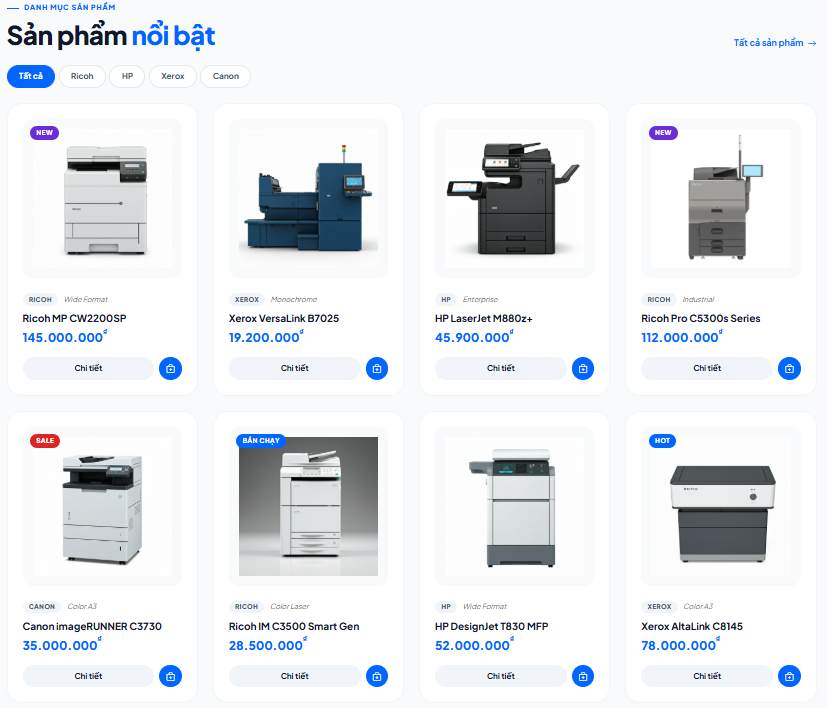 DANH MỤC SẢN PHẨM
Sản phẩm nổi bật
Tất cả sản phẩm →
Tất cả
Ricoh
HP
Xerox
Canon
NEW
NEW
RICOH Wide Format
XEROX Monochrome
HP Enterprise
RICOH Industrial
Ricoh MP CW2200SP
Xerox VersaLink B7025
HP LaserJet M880z+
Ricoh Pro C5300s Series
145.000.000đ
19.200.000đ
45.900.000đ
112.000.000đ
Chi tiết
Chi tiết
Chi tiết
Chi tiết
SALE
BÁN CHẠY
HOT
CANON Color A3
RICOH Color Laser
HP Wide Format
XEROX Color A3
Canon imageRUNNER C3730
Ricoh IM C3500 Smart Gen
HP DesignJet T830 MFP
Xerox AltaLink C8145
35.000.000đ
28.500.000đ
52.000.000đ
78.000.000đ
Chi tiết
Chi tiết
Chi tiết
Chi tiết